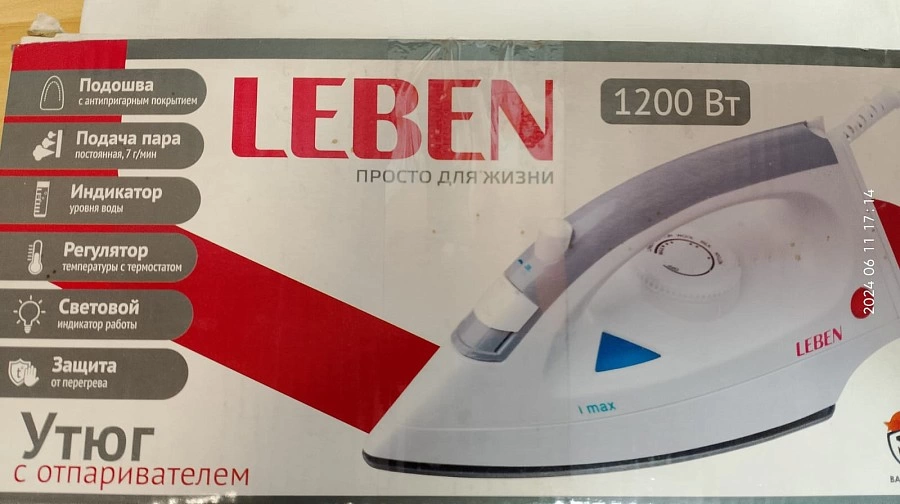 Подошва
с антипригарным покрытием
Подача пара
постоянная, 7 г/мин
Индикатор
уровня воды
Регулятор
температуры с термостатом
Световой
индикатор работы
Защита
от перегрева
Утюг
с отпаривателем
LEBEN
ПРОСТО ДЛЯ ЖИЗНИ
1200 Вт
LEBEN
max
2024 06 11 17:14